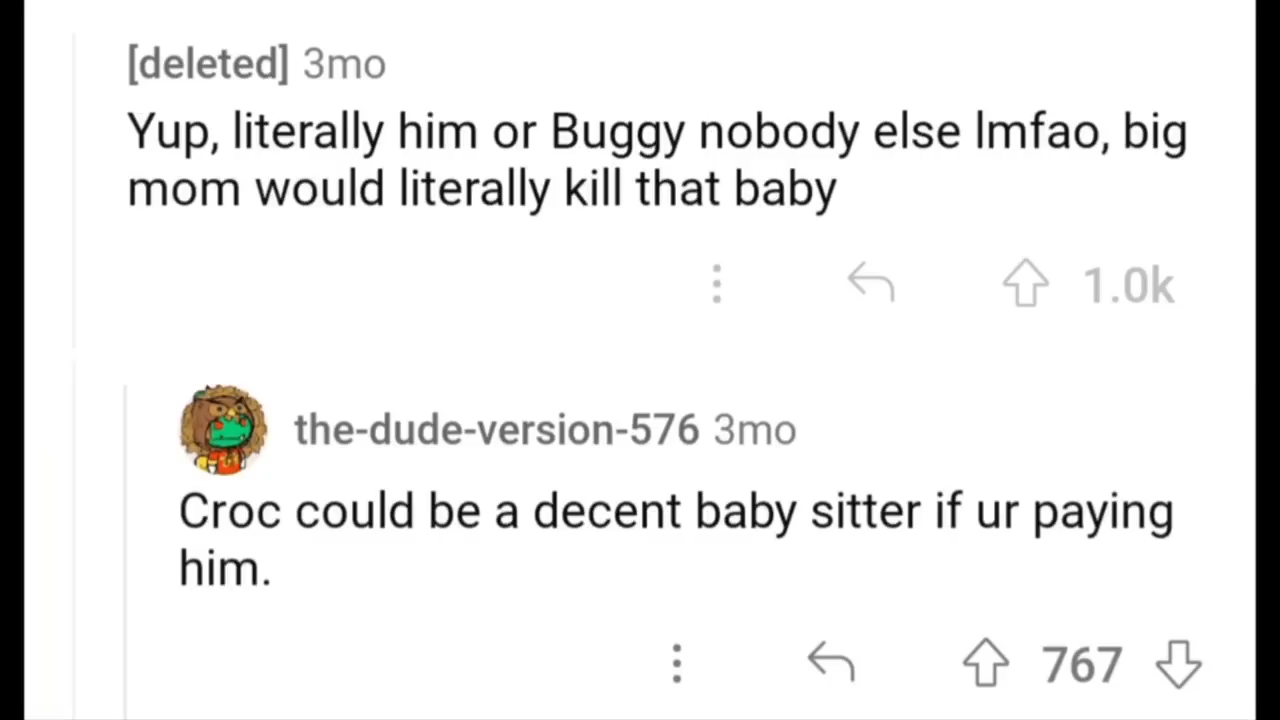 [deleted] 3mo
Yup, literally him or Buggy nobody else lmfao, big
mom would literally kill that baby
1.0k
the-dude-version-576 3mo
Croc could be a decent baby sitter if ur paying
him.
767